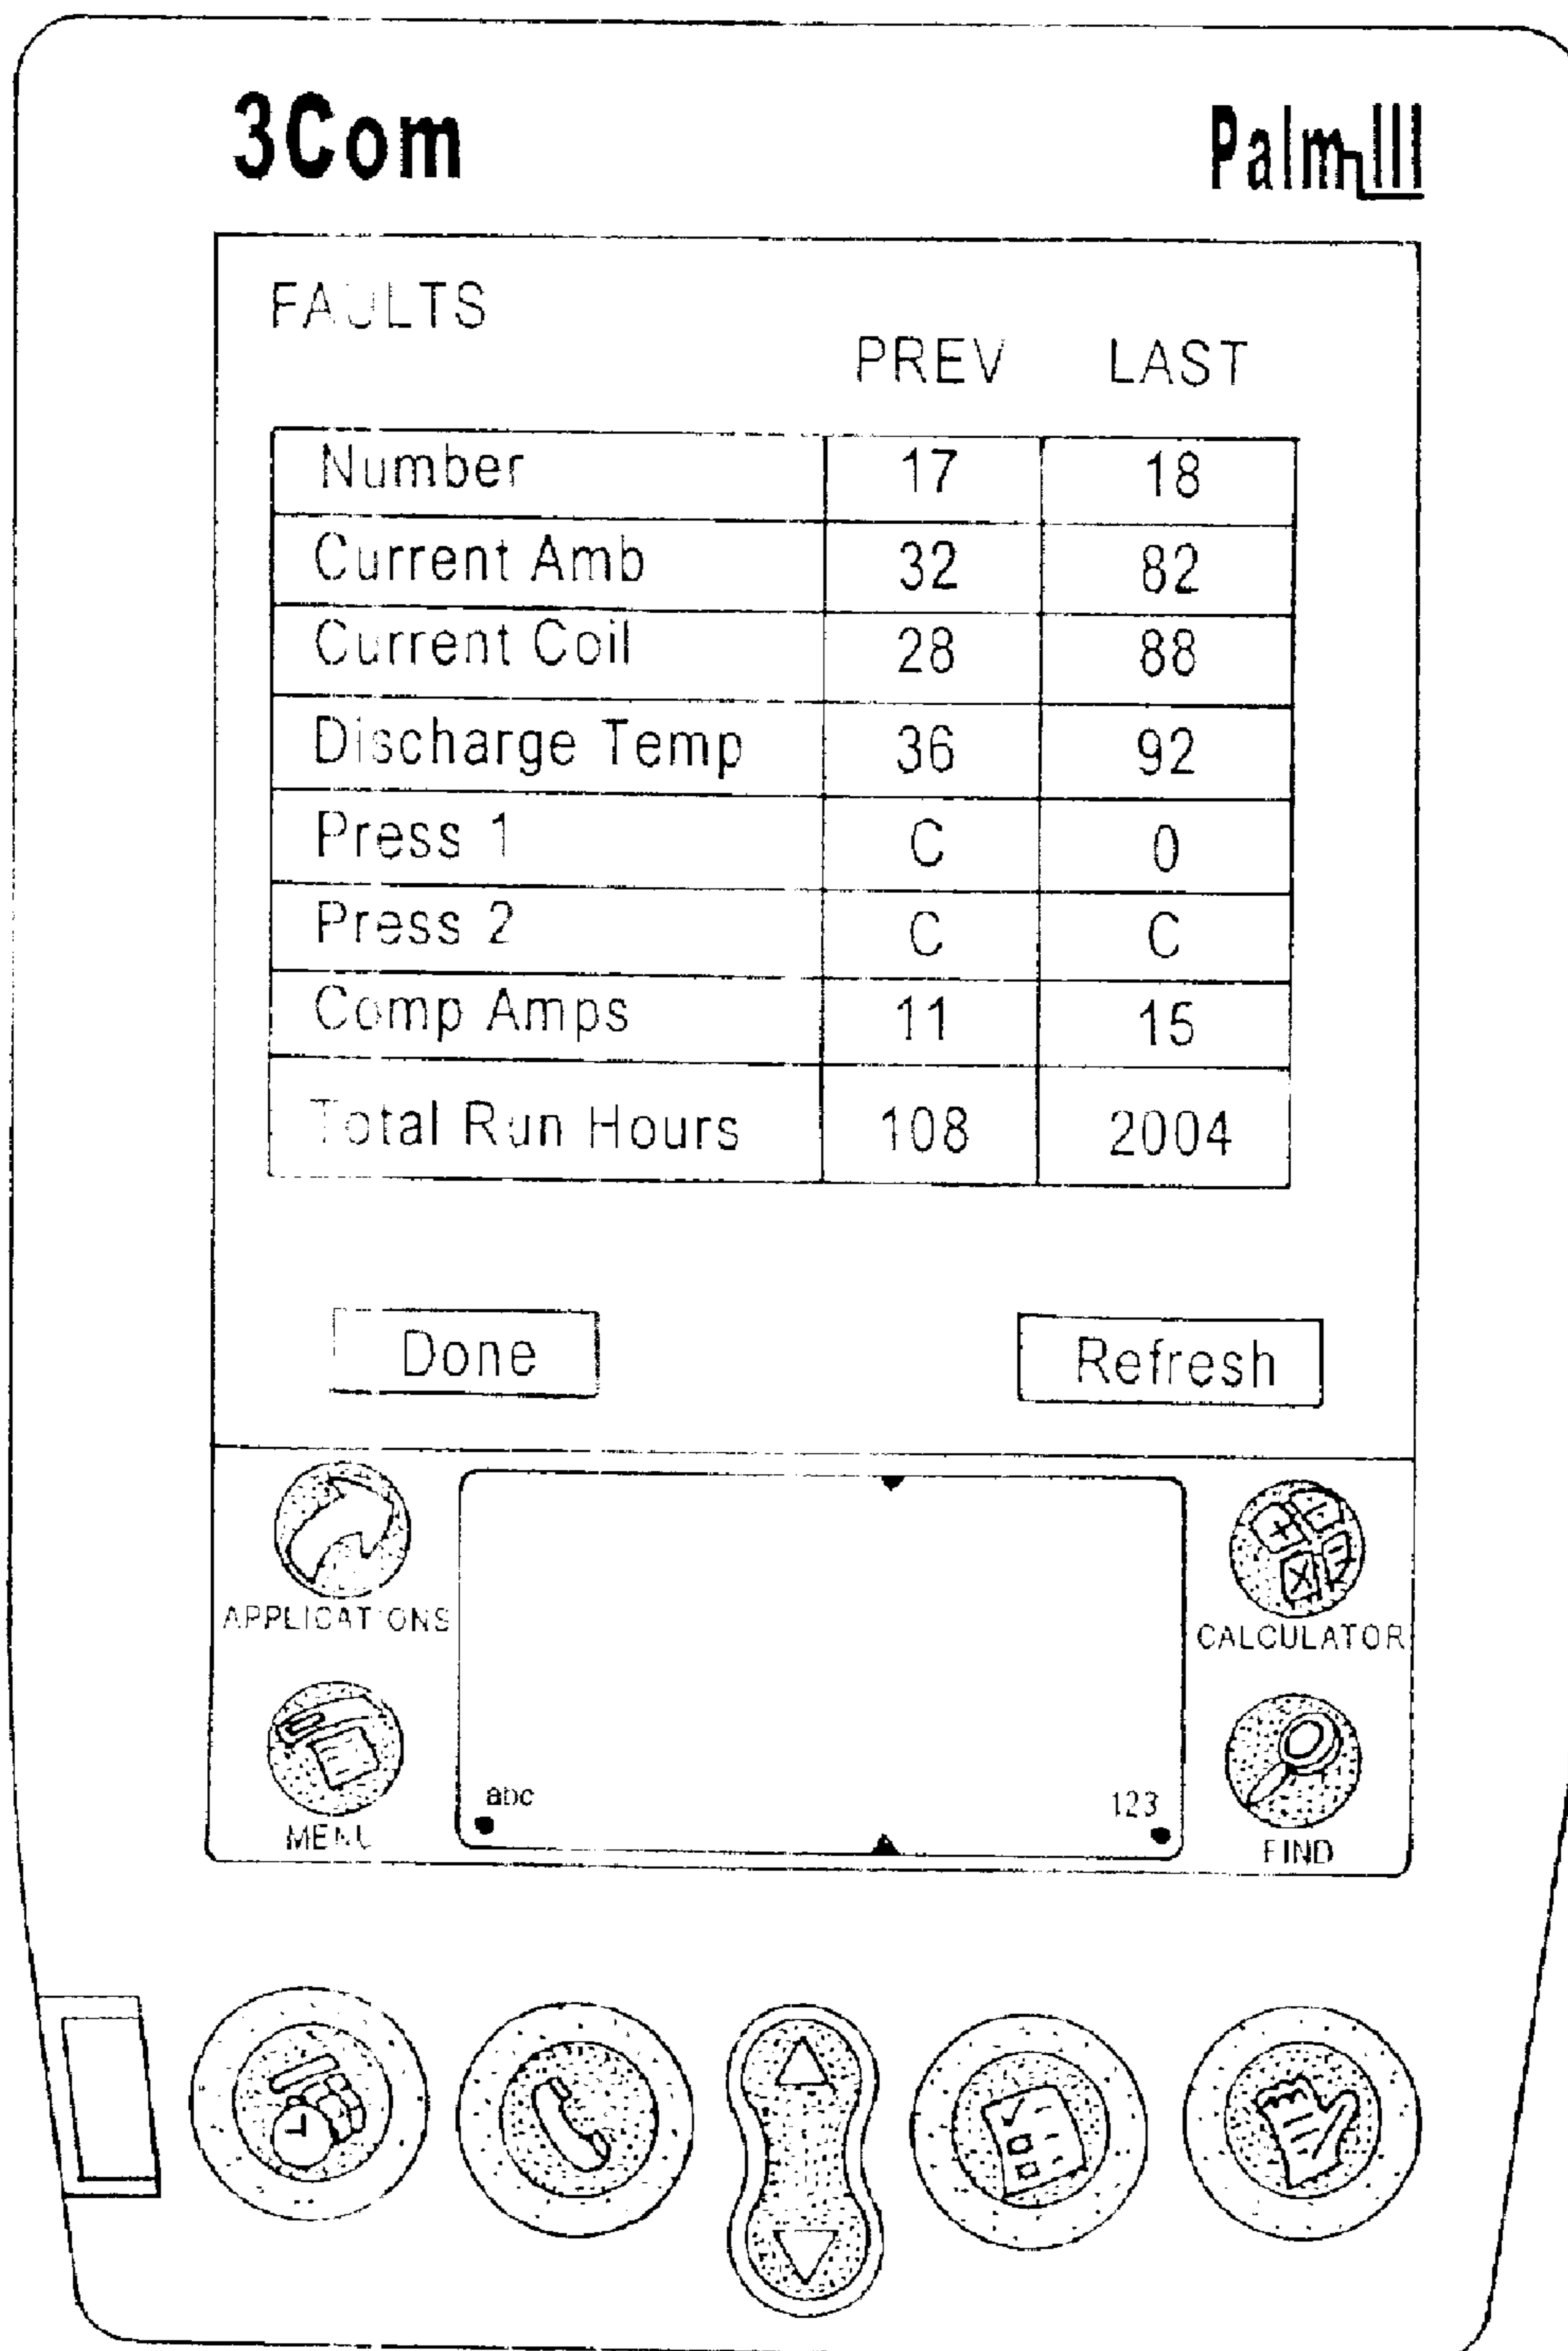 3Com Palm III
FAULTS
PREV LAST
Number 17 18
Current Amb 32 82
Current Coil 28 88
Discharge Temp 36 92
Press 1 C 0
Press 2 C C
Comp Amps 11 15
Total Run Hours 108 2004
Done Refresh
APPLICATIONS CALCULATOR
abc 123
MENU FIND